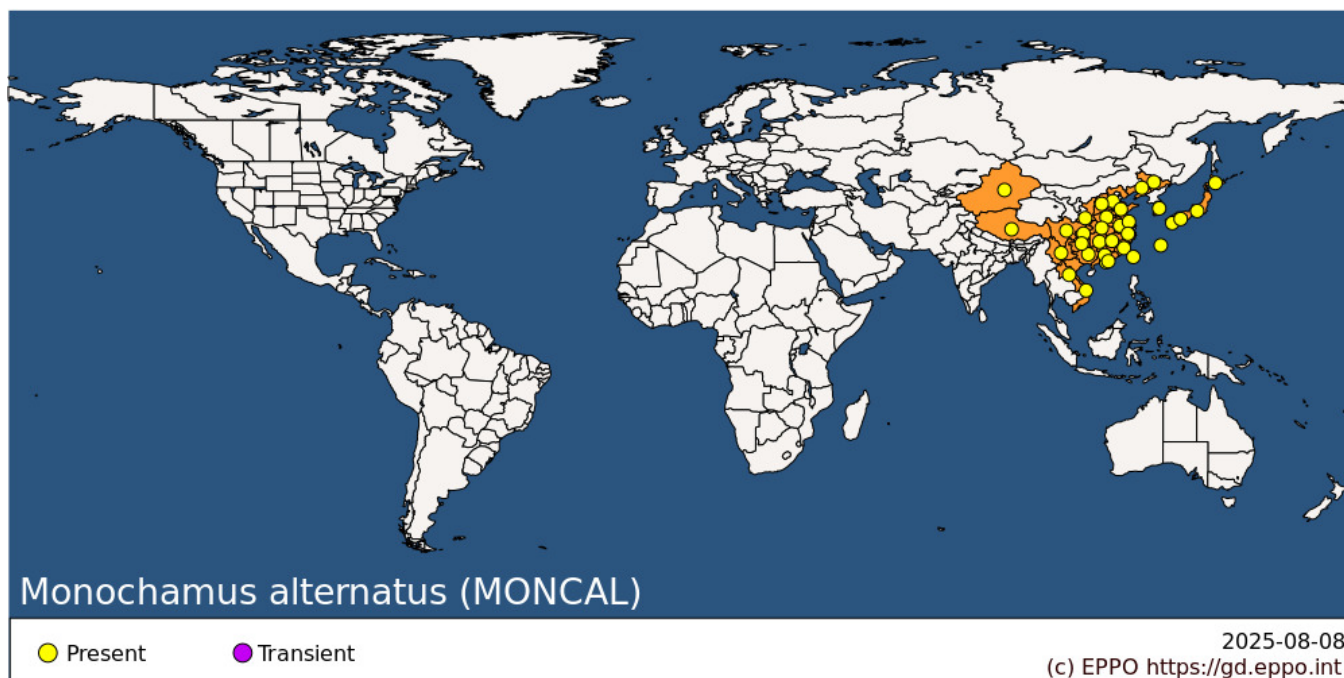 Monochamus alternatus (MONCAL)
Present
Transient
2025-08-08
(c) EPPO https://gd.eppo.int